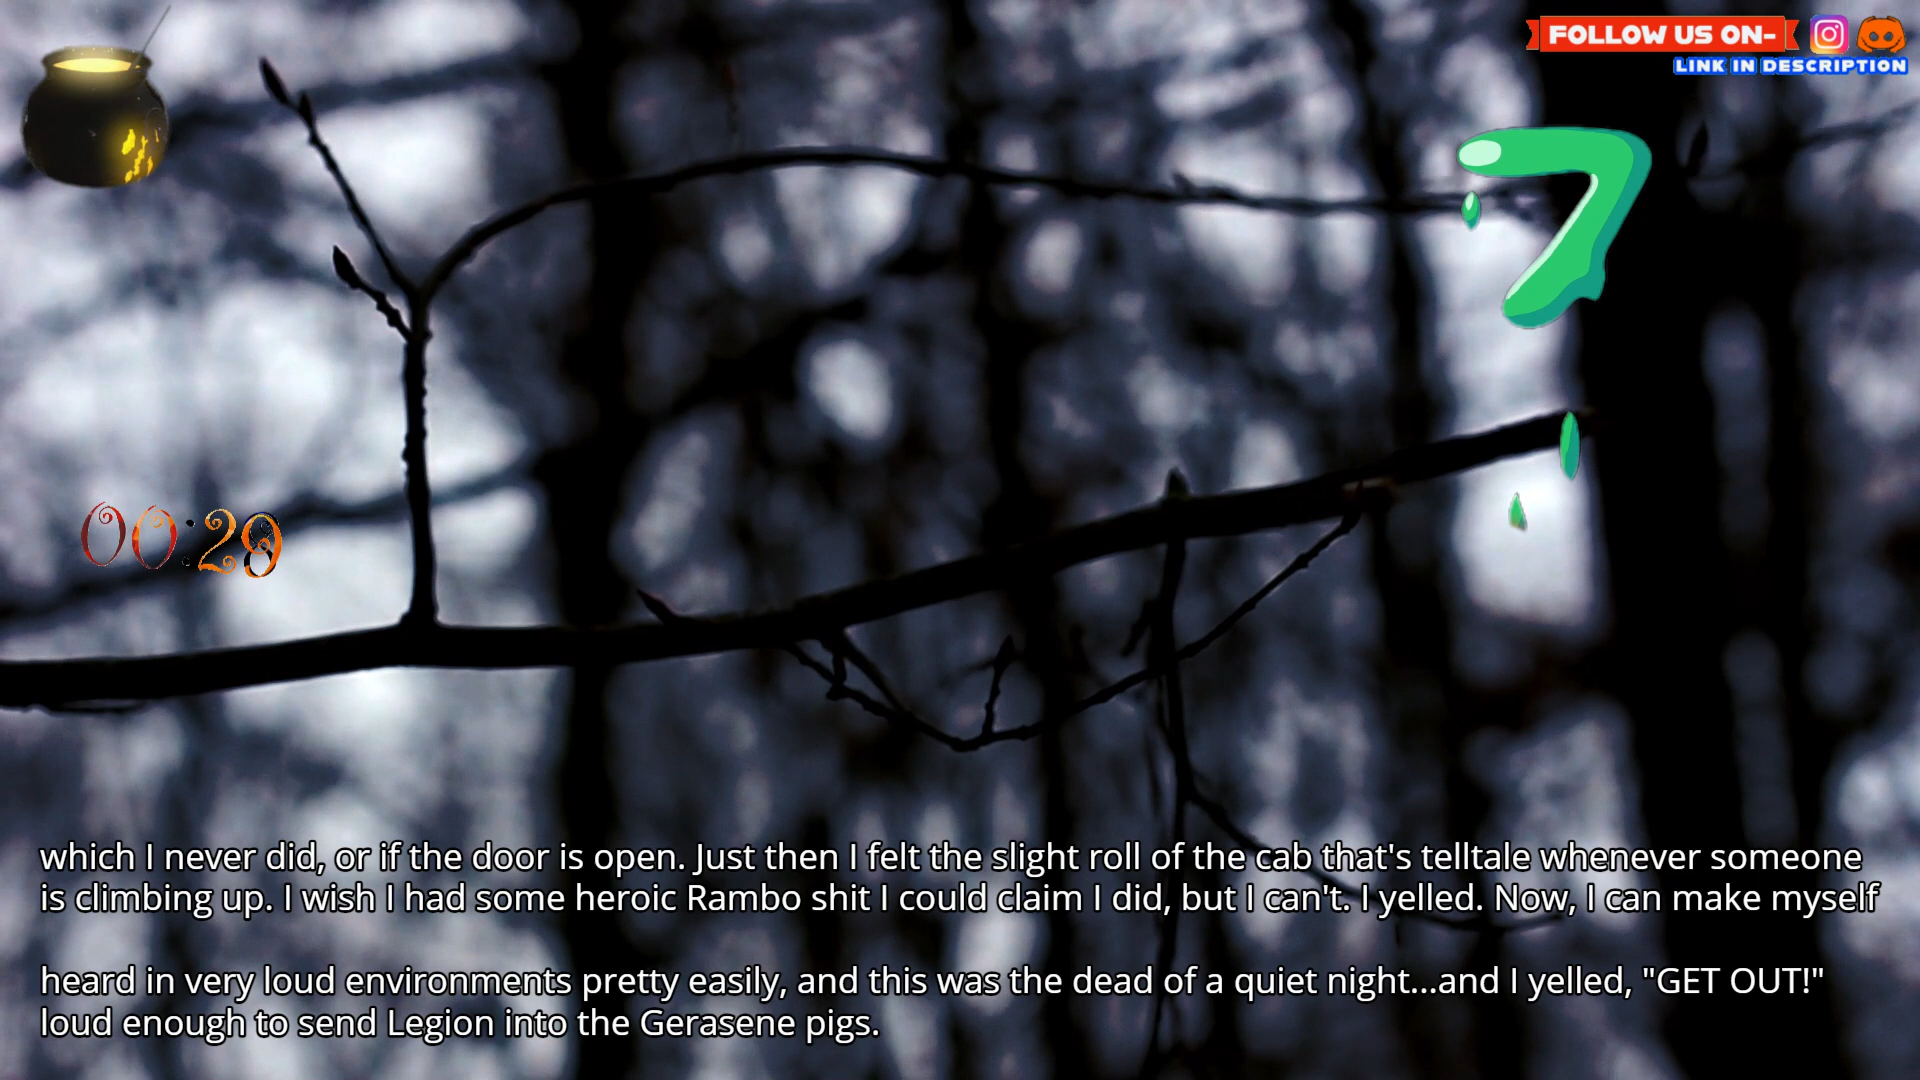 FOLLOW US ON-
LINK IN DESCRIPTION
7
00:29
which I never did, or if the door is open. Just then I felt the slight roll of the cab that's telltale whenever someone
is climbing up. I wish I had some heroic Rambo shit I could claim I did, but I can't. I yelled. Now, I can make myself
heard in very loud environments pretty easily, and this was the dead of a quiet night...and I yelled, "GET OUT!"
loud enough to send Legion into the Gerasene pigs.